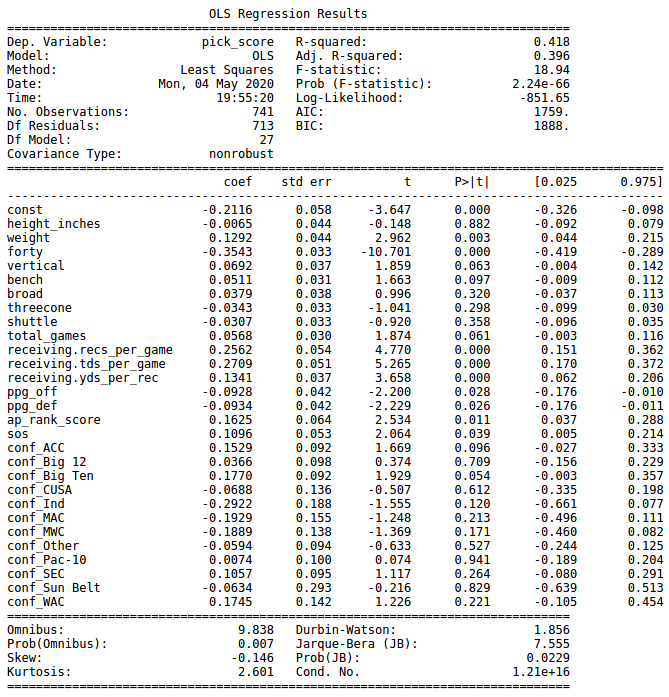 OLS Regression Results
==============================================================================
Dep. Variable:             pick_score   R-squared:                       0.418
Model:                            OLS   Adj. R-squared:                  0.396
Method:                 Least Squares   F-statistic:                     18.94
Date:                Mon, 04 May 2020   Prob (F-statistic):           2.24e-66
Time:                        19:55:20   Log-Likelihood:                -851.65
No. Observations:                 741   AIC:                             1759.
Df Residuals:                     713   BIC:                             1888.
Df Model:                          27
Covariance Type:            nonrobust
===========================================================================================
                              coef    std err          t      P>|t|      [0.025      0.975]
-------------------------------------------------------------------------------------------
const                      -0.2116      0.058     -3.647      0.000      -0.326      -0.098
height_inches              -0.0065      0.044     -0.148      0.882      -0.092       0.079
weight                      0.1292      0.044      2.962      0.003       0.044       0.215
forty                      -0.3543      0.033    -10.701      0.000      -0.419      -0.289
vertical                    0.0692      0.037      1.859      0.063      -0.004       0.142
bench                       0.0511      0.031      1.663      0.097      -0.009       0.112
broad                       0.0379      0.038      0.996      0.320      -0.037       0.113
threecone                  -0.0343      0.033     -1.041      0.298      -0.099       0.030
shuttle                    -0.0307      0.033     -0.920      0.358      -0.096       0.035
total_games                 0.0568      0.030      1.874      0.061      -0.003       0.116
receiving.recs_per_game     0.2562      0.054      4.770      0.000       0.151       0.362
receiving.tds_per_game      0.2709      0.051      5.265      0.000       0.170       0.372
receiving.yds_per_rec       0.1341      0.037      3.658      0.000       0.062       0.206
ppg_off                    -0.0928      0.042     -2.200      0.028      -0.176      -0.010
ppg_def                    -0.0934      0.042     -2.229      0.026      -0.176      -0.011
ap_rank_score               0.1625      0.064      2.534      0.011       0.037       0.288
sos                         0.1096      0.053      2.064      0.039       0.005       0.214
conf_ACC                    0.1529      0.092      1.669      0.096      -0.027       0.333
conf_Big 12                 0.0366      0.098      0.374      0.709      -0.156       0.229
conf_Big Ten                0.1770      0.092      1.929      0.054      -0.003       0.357
conf_CUSA                  -0.0688      0.136     -0.507      0.612      -0.335       0.198
conf_Ind                   -0.2922      0.188     -1.555      0.120      -0.661       0.077
conf_MAC                   -0.1929      0.155     -1.248      0.213      -0.496       0.111
conf_MWC                   -0.1889      0.138     -1.369      0.171      -0.460       0.082
conf_Other                 -0.0594      0.094     -0.633      0.527      -0.244       0.125
conf_Pac-10                 0.0074      0.100      0.074      0.941      -0.189       0.204
conf_SEC                    0.1057      0.095      1.117      0.264      -0.080       0.291
conf_Sun Belt              -0.0634      0.293     -0.216      0.829      -0.639       0.513
conf_WAC                    0.1745      0.142      1.226      0.221      -0.105       0.454
==============================================================================
Omnibus:                        9.838   Durbin-Watson:                   1.856
Prob(Omnibus):                  0.007   Jarque-Bera (JB):                7.555
Skew:                          -0.146   Prob(JB):                       0.0229
Kurtosis:                       2.601   Cond. No.                     1.21e+16
==============================================================================